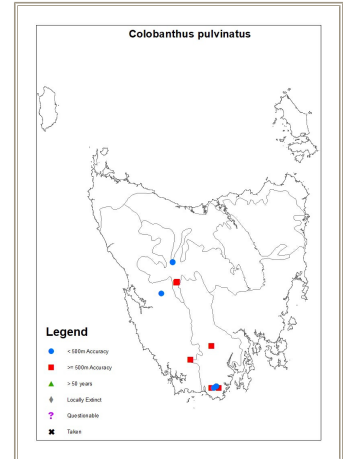 Colobanthus pulvinatus
Legend
< 500m Accuracy
>= 500m Accuracy
> 50 years
Locally Extinct
? Questionable
Taken